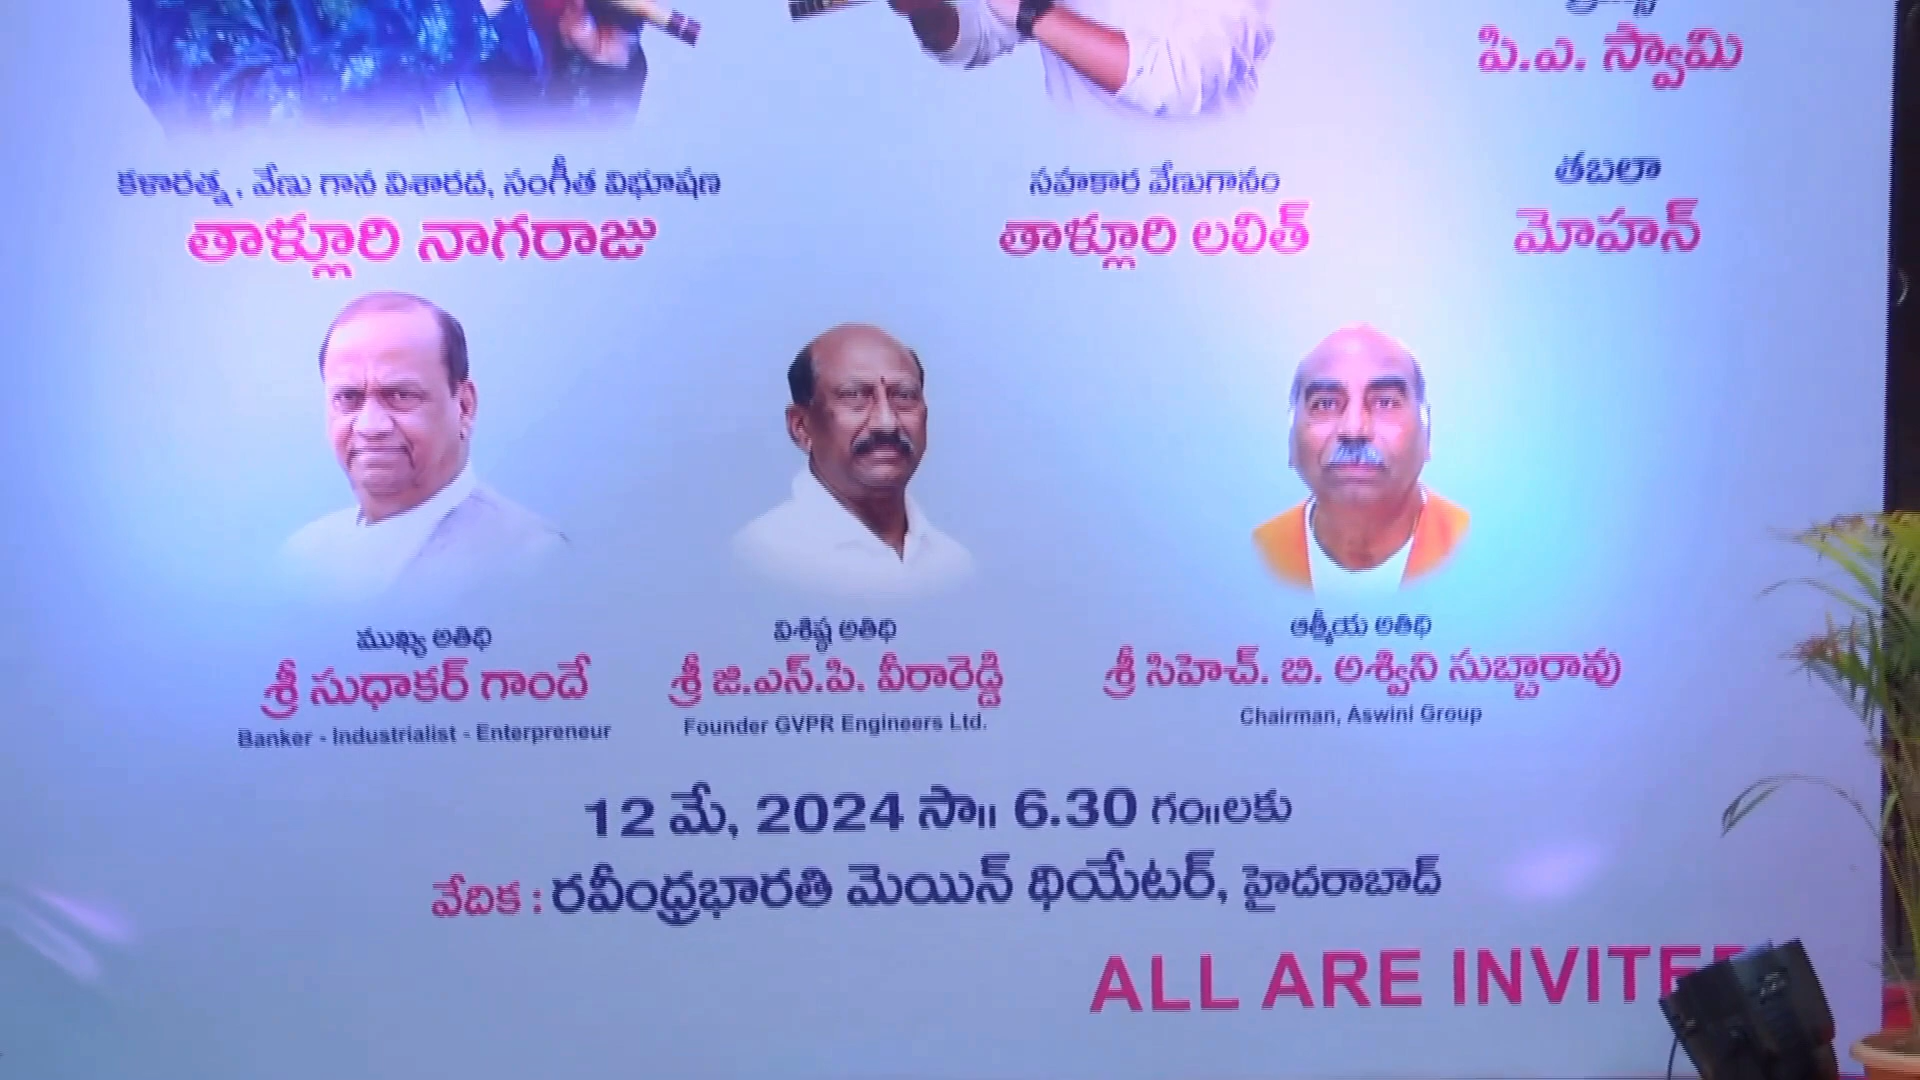 పి.ఎ. స్వామి
కళారత్న, వేణు గాన విశారద, సంగీత విభూషణ
తాళ్లూరి నాగరాజు
సహకార వేణుగానం
తాళ్లూరి లలిత్
తబలా
మోహన్
ముఖ్య అతిథి
శ్రీ సుధాకర్ గాందే
Banker - Industrialist - Enterpreneur
విశిష్ట అతిథి
శ్రీ జి.ఎస్.పి. వీరారెడ్డి
Founder GVPR Engineers Ltd.
ఆత్మీయ అతిథి
శ్రీ సిహెచ్. బి. అశ్విని సుబ్బారావు
Chairman, Aswini Group
12 మే, 2024 సా॥ 6.30 గం॥లకు
వేదిక : రవీంద్రభారతి మెయిన్ థియేటర్, హైదరాబాద్
ALL ARE INVITED